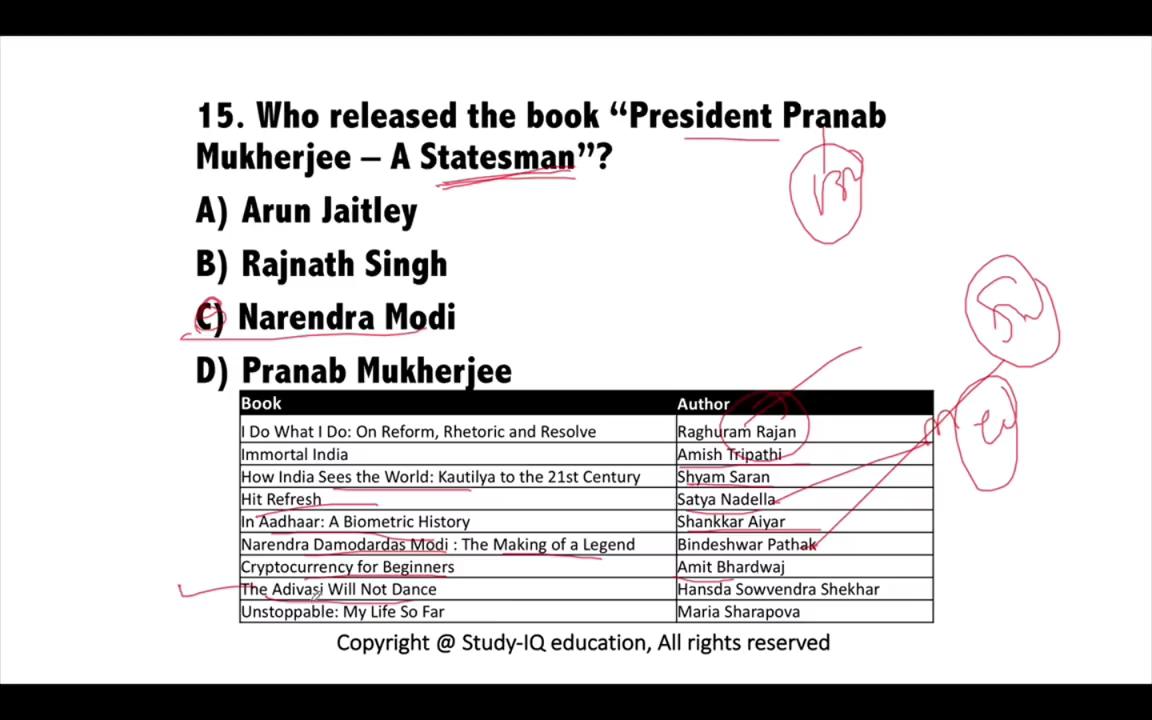 15. Who released the book “President Pranab
Mukherjee – A Statesman”?
A) Arun Jaitley
B) Rajnath Singh
C) Narendra Modi
D) Pranab Mukherjee
Book Author
I Do What I Do: On Reform, Rhetoric and Resolve Raghuram Rajan
Immortal India Amish Tripathi
How India Sees the World: Kautilya to the 21st Century Shyam Saran
Hit Refresh Satya Nadella
In Aadhaar: A Biometric History Shankkar Aiyar
Narendra Damodardas Modi : The Making of a Legend Bindeshwar Pathak
Cryptocurrency for Beginners Amit Bhardwaj
The Adivasi Will Not Dance Hansda Sowvendra Shekhar
Unstoppable: My Life So Far Maria Sharapova
Copyright @ Study-IQ education, All rights reserved